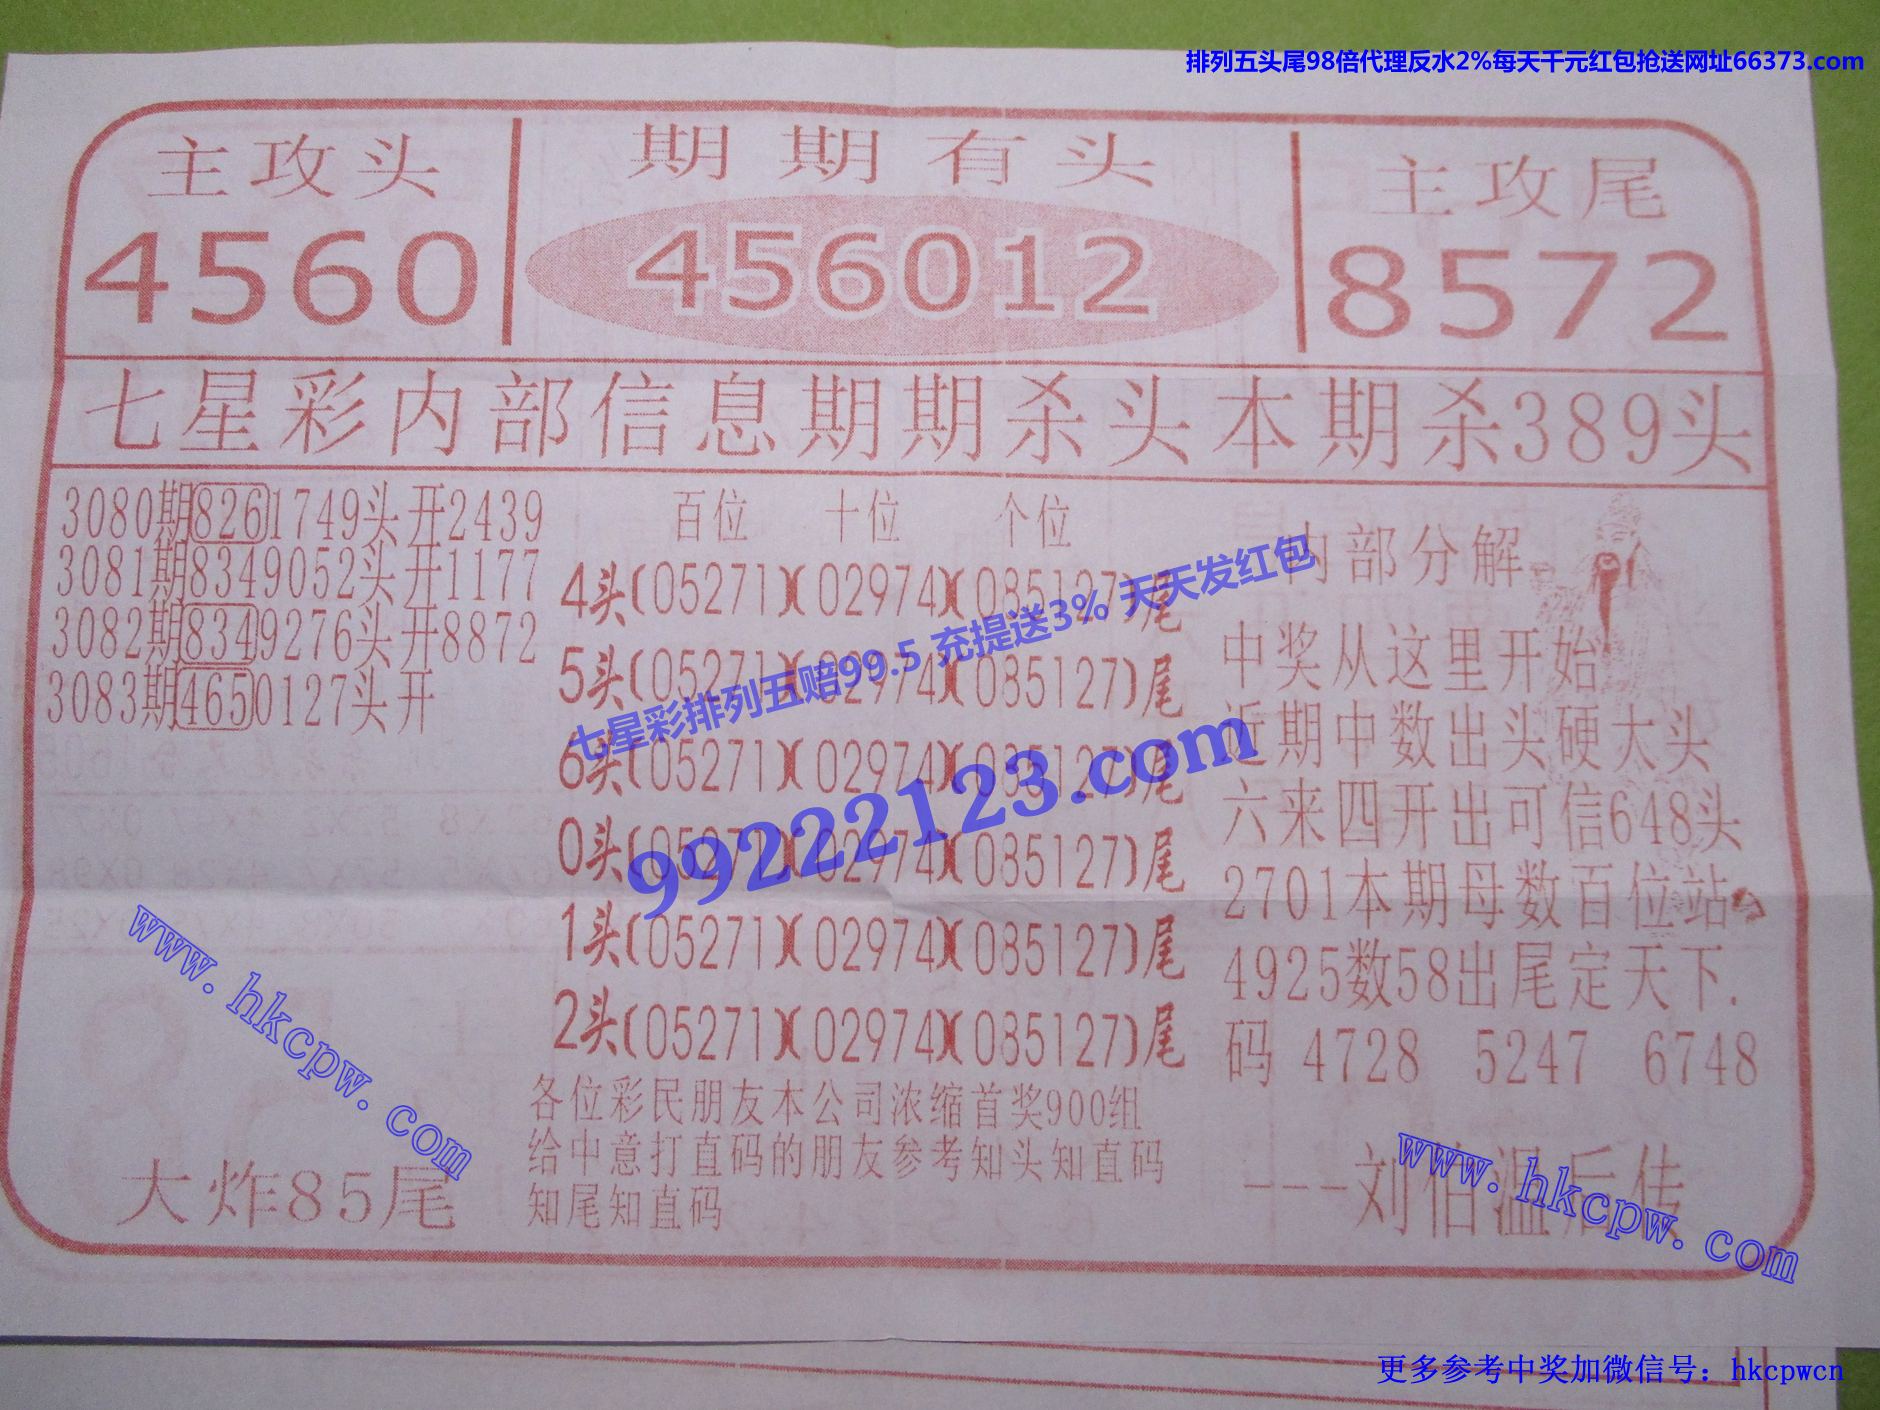 排列五头尾98倍代理反水2%每天千元红包抢送网址66373.com
主攻头 期期有头 主攻尾
4560 456012 8572
七星彩内部信息期期杀头本期杀389头
3080期8261749头开2439
3081期8349052头开1177
3082期8349276头开8872
3083期4650127头开
大炸85尾
百位 十位 个位
4头(05271)(02974)(085127)尾
5头(05271)(02974)(085127)尾
6头(05271)(02974)(085127)尾
0头(05271)(02974)(085127)尾
1头(05271)(02974)(085127)尾
2头(05271)(02974)(085127)尾
各位彩民朋友本公司浓缩首奖900组
给中意打直码的朋友参考知头知直码
知尾知直码
内部分解
中奖从这里开始
近期中数出头硬太头
六来四开出可信648头
2701本期母数百位站
4925数58出尾定天下.
码 4728 5247 6748
---刘伯温后传
七星彩排列五赔99.5 充提送3% 天天发红包
99222123.com
www.hkcpw.com
www.hkcpw.com
更多参考中奖加微信号：hkcpwcn